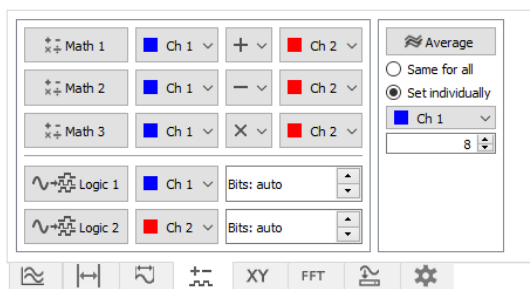 Math 1 Ch 1 + Ch 2 Average
Same for all
Math 2 Ch 1 − Ch 2 Set individually
Math 3 Ch 1 × Ch 2 Ch 1
8
Logic 1 Ch 1 Bits: auto
Logic 2 Ch 2 Bits: auto
XY FFT